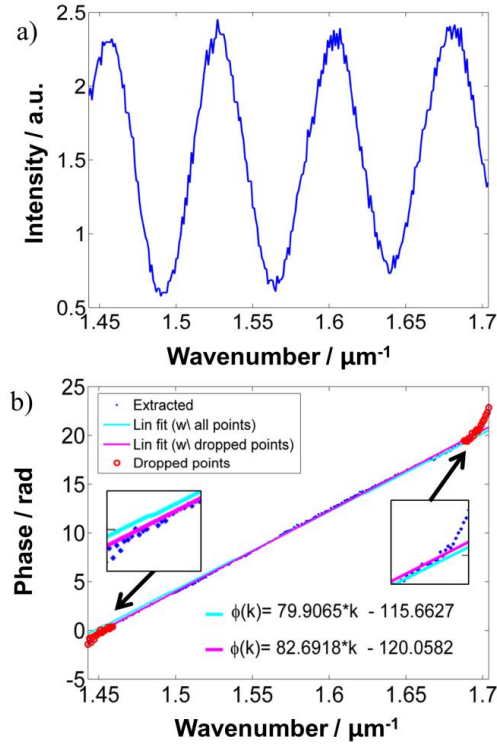 a)
2.5
2
1.5
1
0.5
Intensity / a.u.
1.45 1.5 1.55 1.6 1.65 1.7
Wavenumber / µm⁻¹
b)
25
20
15
10
5
0
-5
Phase / rad
Extracted
Lin fit (w\ all points)
Lin fit (w\ dropped points)
Dropped points
ϕ(k)= 79.9065*k - 115.6627
ϕ(k)= 82.6918*k - 120.0582
1.45 1.5 1.55 1.6 1.65 1.7
Wavenumber / µm⁻¹